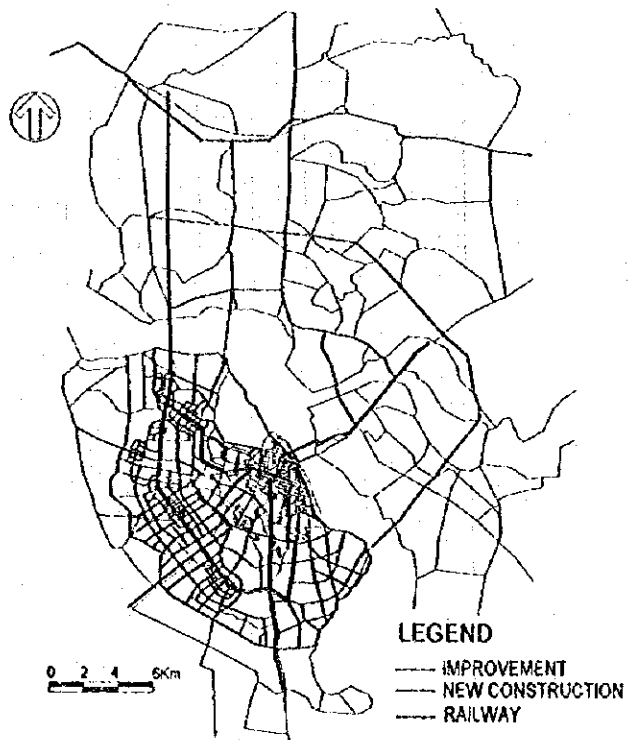 LEGEND
IMPROVEMENT
NEW CONSTRUCTION
RAILWAY
0 2 4 6Km